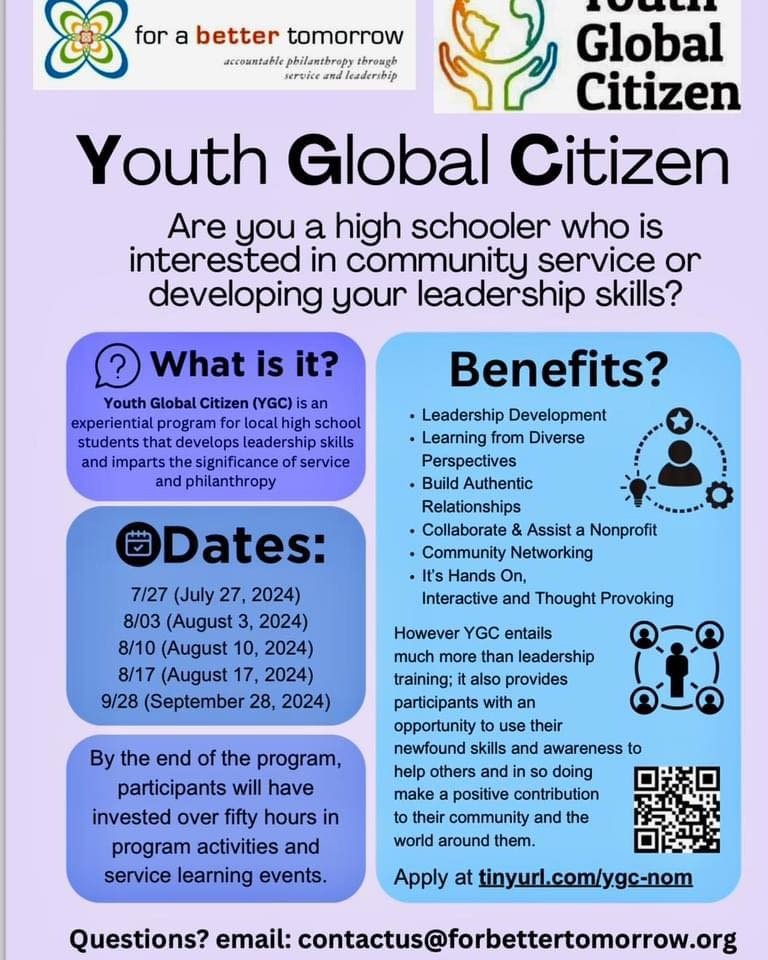 for a better tomorrow
accountable philanthropy through
service and leadership
Youth
Global
Citizen
Youth Global Citizen
Are you a high schooler who is
interested in community service or
developing your leadership skills?
What is it?
Youth Global Citizen (YGC) is an
experiential program for local high school
students that develops leadership skills
and imparts the significance of service
and philanthropy
Dates:
7/27 (July 27, 2024)
8/03 (August 3, 2024)
8/10 (August 10, 2024)
8/17 (August 17, 2024)
9/28 (September 28, 2024)
By the end of the program,
participants will have
invested over fifty hours in
program activities and
service learning events.
Benefits?
• Leadership Development
• Learning from Diverse
Perspectives
• Build Authentic
Relationships
• Collaborate & Assist a Nonprofit
• Community Networking
• It's Hands On,
Interactive and Thought Provoking
However YGC entails
much more than leadership
training; it also provides
participants with an
opportunity to use their
newfound skills and awareness to
help others and in so doing
make a positive contribution
to their community and the
world around them.
Apply at tinyurl.com/ygc-nom
Questions? email: contactus@forbettertomorrow.org